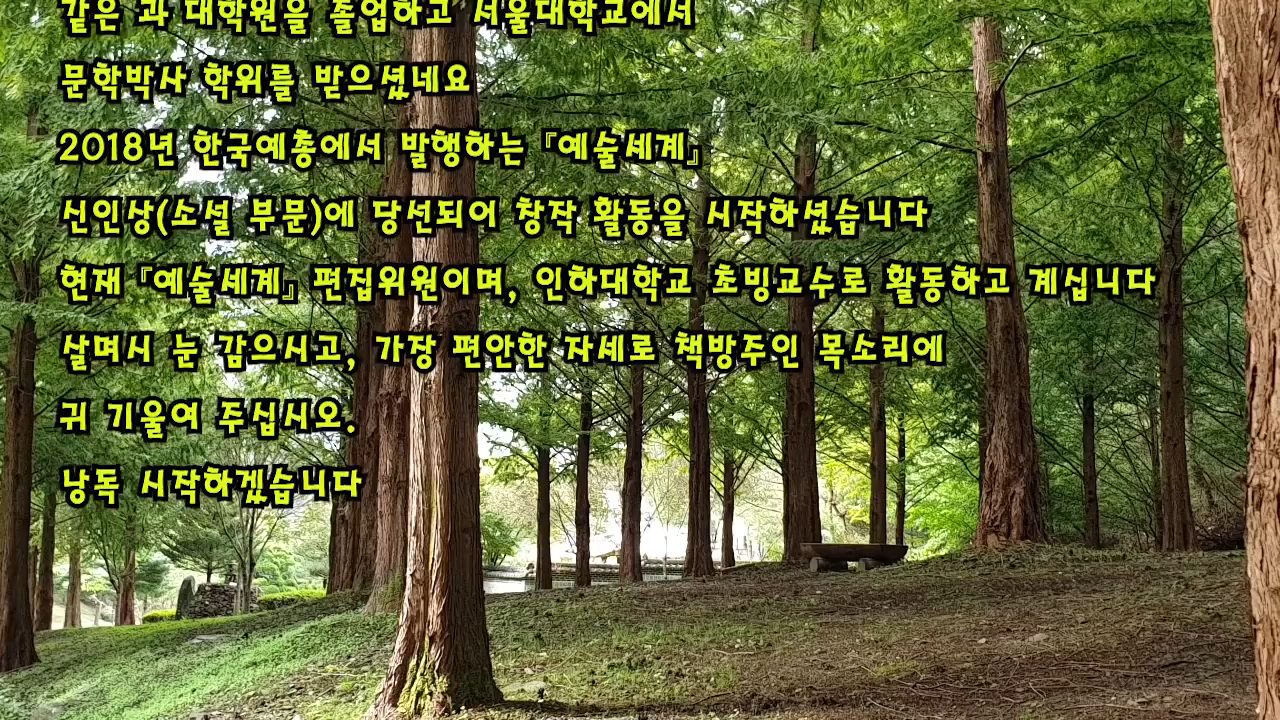 같은 과 대학원을 졸업하고 서울대학교에서
문학박사 학위를 받으셨네요
2018년 한국예총에서 발행하는 『예술세계』
신인상(소설 부문)에 당선되어 창작 활동을 시작하셨습니다
현재 『예술세계』 편집위원이며, 인하대학교 초빙교수로 활동하고 계십니다
살며시 눈 감으시고, 가장 편안한 자세로 책방주인 목소리에
귀 기울여 주십시오.
낭독 시작하겠습니다